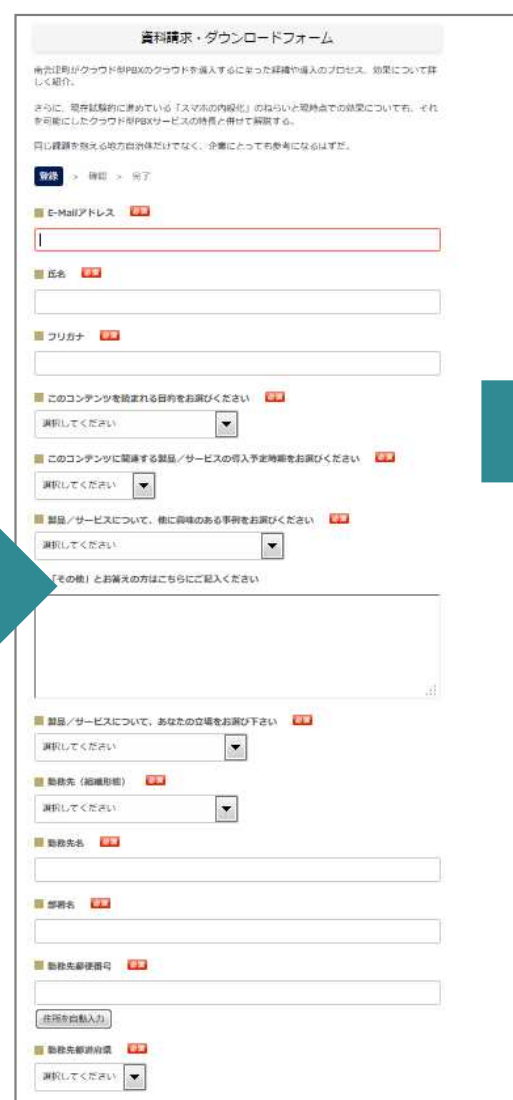 資料請求・ダウンロードフォーム
南会津町がクラウド型PBXのクラウドを導入するに至った経緯や導入のプロセス、効果について詳
しく紹介。
さらに、現在試験的に進めている「スマホの内線化」のねらいと現時点での効果についても、それ
を可能にしたクラウド型PBXサービスの特長と併せて解説する。
同じ課題を抱える地方自治体だけでなく、企業にとっても参考になるはずだ。
登録 > 確認 > 完了
E-Mailアドレス 必須
氏名 必須
フリガナ 必須
このコンテンツを読まれる目的をお選びください 必須
選択してください
このコンテンツに関連する製品／サービスの導入予定時期をお選びください 必須
選択してください
製品／サービスについて、他に興味のある事例をお選びください 必須
選択してください
「その他」とお答えの方はこちらにご記入ください
製品／サービスについて、あなたの立場をお選び下さい 必須
選択してください
勤務先（組織形態） 必須
選択してください
勤務先名 必須
部署名 必須
勤務先郵便番号 必須
住所を自動入力
勤務先都道府県 必須
選択してください